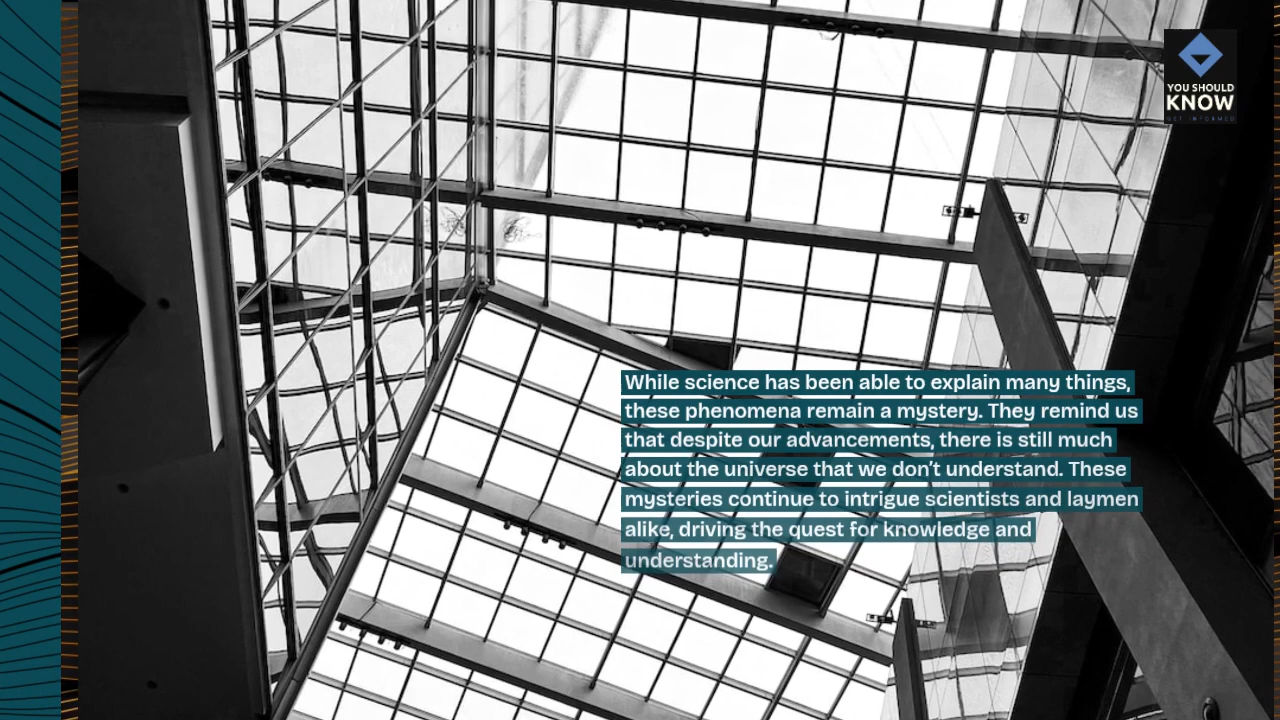 YOU SHOULD
KNOW
GET INFORMED
While science has been able to explain many things,
these phenomena remain a mystery. They remind us
that despite our advancements, there is still much
about the universe that we don’t understand. These
mysteries continue to intrigue scientists and laymen
alike, driving the quest for knowledge and
understanding.